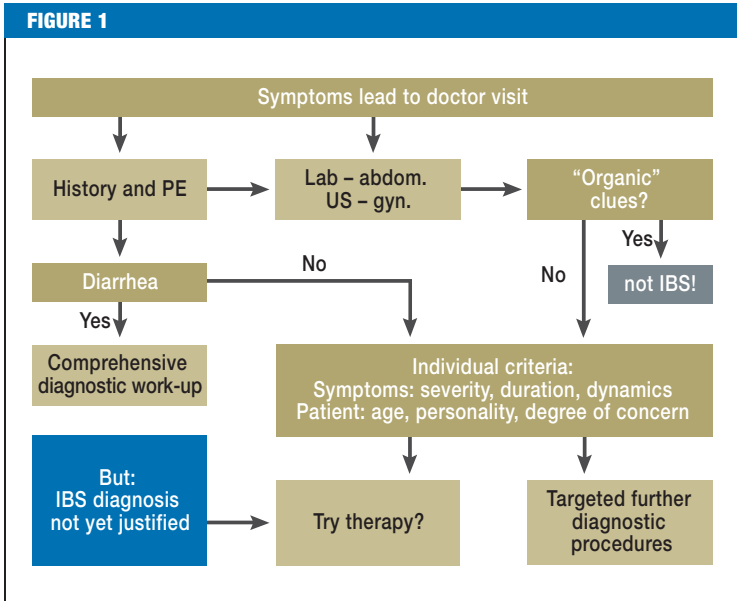 FIGURE 1
Symptoms lead to doctor visit
History and PE
Lab – abdom.
US – gyn.
“Organic”
clues?
Yes
not IBS!
No
No
Diarrhea
Yes
Comprehensive
diagnostic work-up
Individual criteria:
Symptoms: severity, duration, dynamics
Patient: age, personality, degree of concern
But:
IBS diagnosis
not yet justified
Try therapy?
Targeted further
diagnostic
procedures